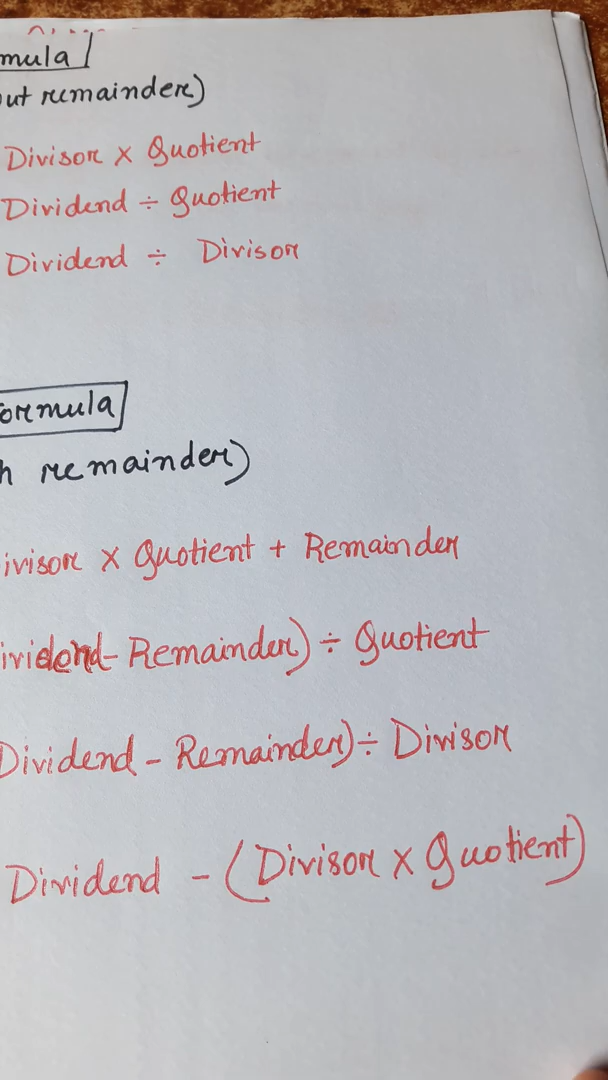 mula
out remainder)
Divisor × Quotient
Dividend ÷ Quotient
Dividend ÷ Divisor
ormula
h remainder)
ivisor × Quotient + Remainder
ividend - Remainder) ÷ Quotient
Dividend - Remainder) ÷ Divisor
Dividend - (Divisor × Quotient)